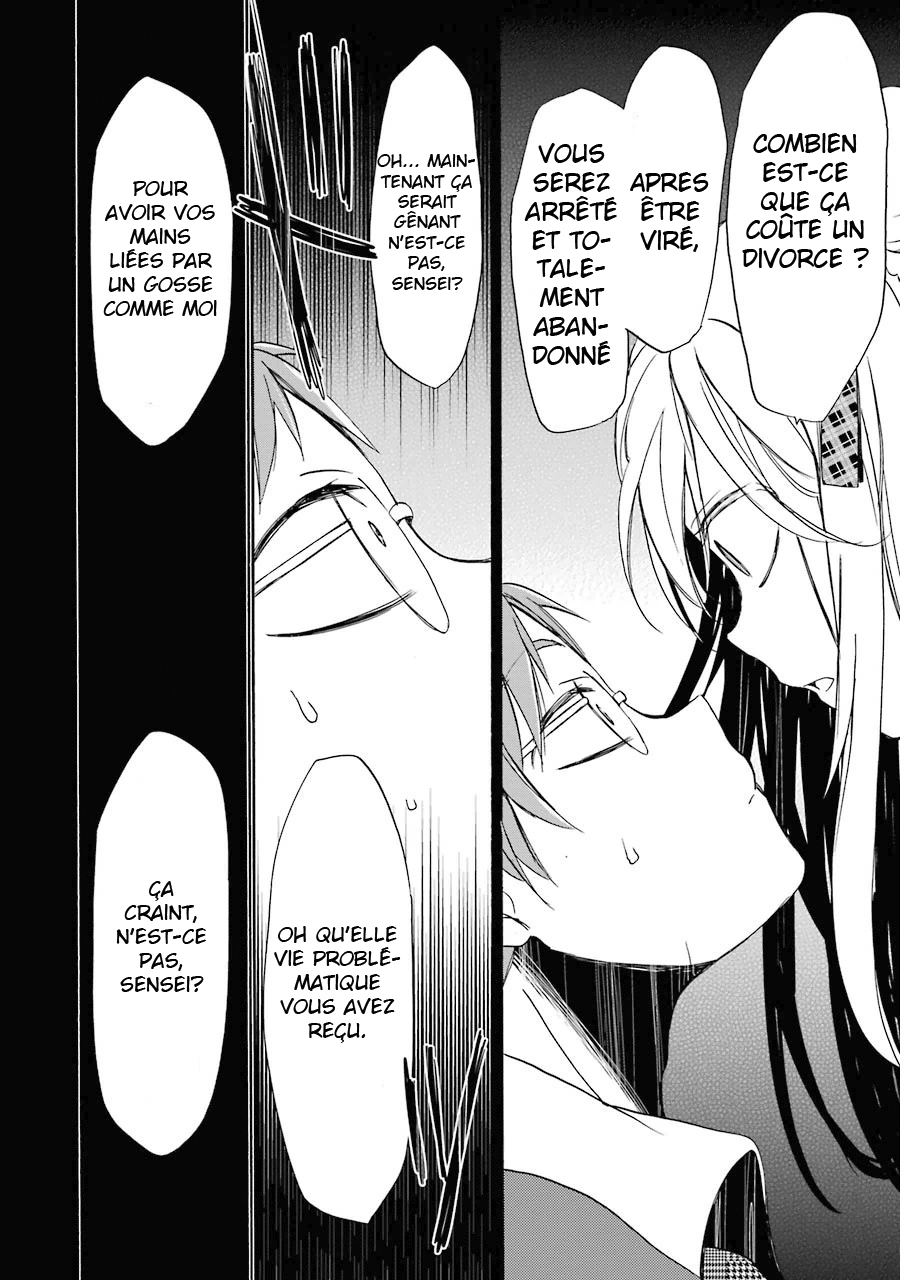 COMBIEN
EST-CE
QUE ÇA
COÛTE UN
DIVORCE ?
APRES
ÊTRE
VIRÉ,
VOUS
SEREZ
ARRÊTÉ
ET TO-
TALE-
MENT
ABAN-
DONNÉ
OH... MAIN-
TENANT ÇA
SERAIT
GÊNANT
N'EST-CE
PAS,
SENSEI?
POUR
AVOIR VOS
MAINS
LIÉES PAR
UN GOSSE
COMME MOI
OH QU'ELLE
VIE PROBLÉ-
MATIQUE
VOUS AVEZ
REÇU.
ÇA
CRAINT,
N'EST-CE
PAS,
SENSEI?